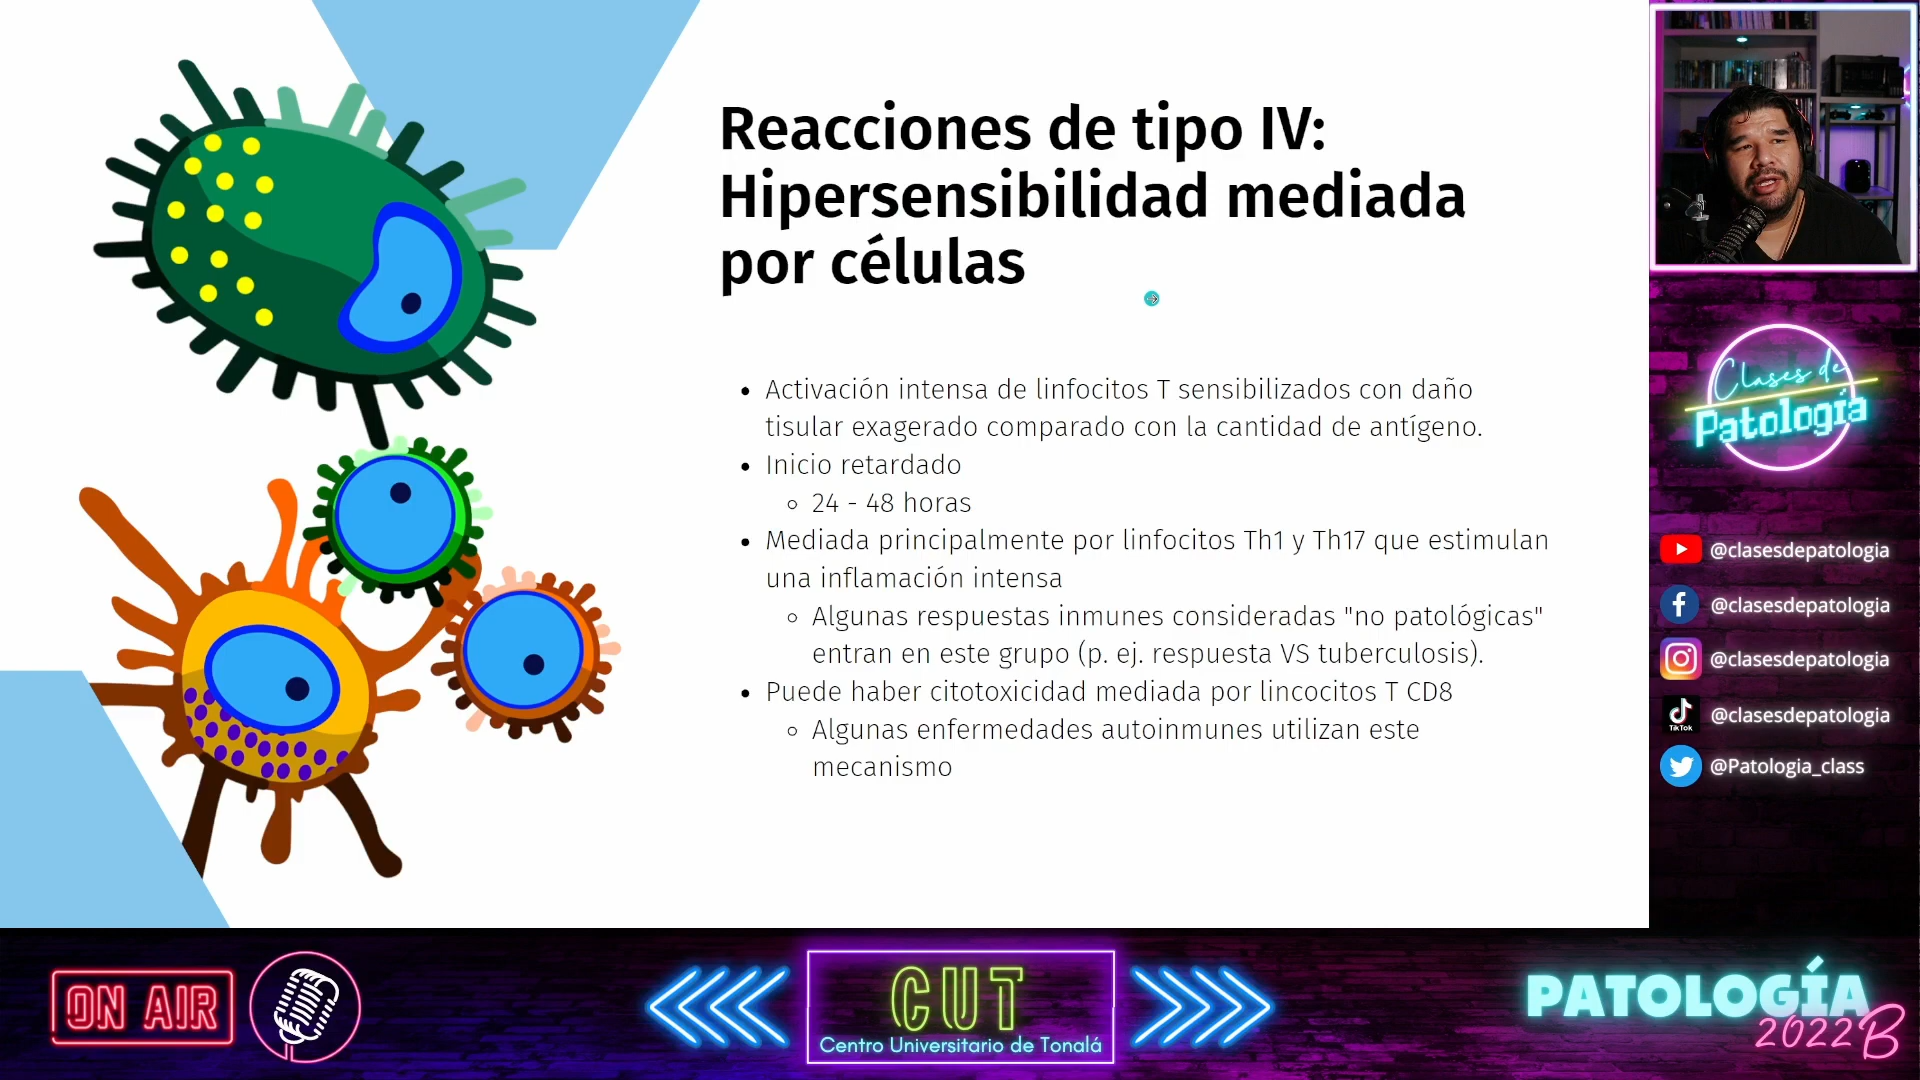 Reacciones de tipo IV:
Hipersensibilidad mediada
por células
• Activación intensa de linfocitos T sensibilizados con daño
tisular exagerado comparado con la cantidad de antígeno.
• Inicio retardado
◦ 24 - 48 horas
• Mediada principalmente por linfocitos Th1 y Th17 que estimulan
una inflamación intensa
◦ Algunas respuestas inmunes consideradas "no patológicas"
entran en este grupo (p. ej. respuesta VS tuberculosis).
• Puede haber citotoxicidad mediada por lincocitos T CD8
◦ Algunas enfermedades autoinmunes utilizan este
mecanismo
Clases de
Patología
@clasesdepatologia
@clasesdepatologia
@clasesdepatologia
TikTok
@clasesdepatologia
@Patologia_class
ON AIR
CUT
Centro Universitario de Tonalá
PATOLOGÍA
2022B